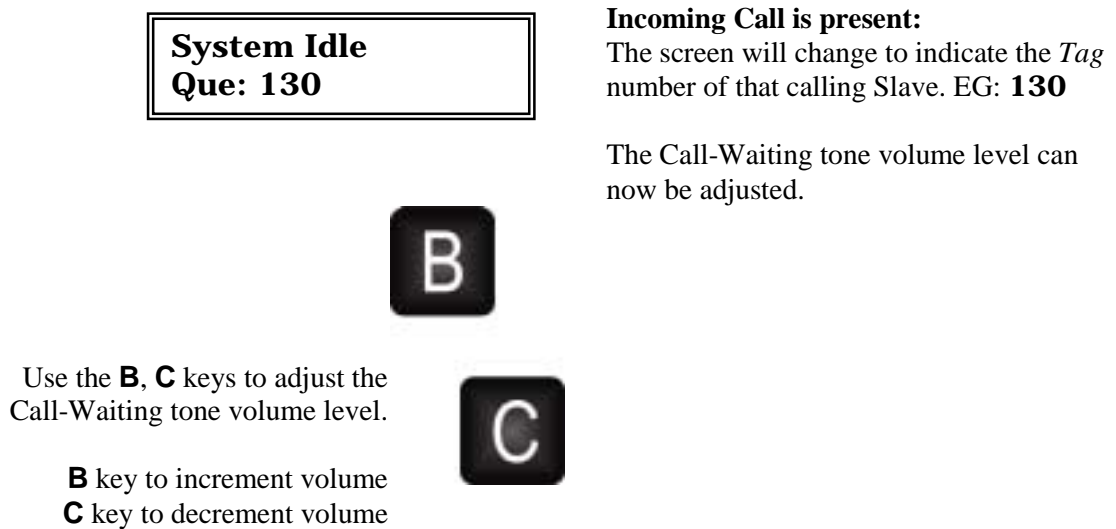 System Idle
Que: 130
Incoming Call is present:
The screen will change to indicate the Tag
number of that calling Slave. EG: 130
The Call-Waiting tone volume level can
now be adjusted.
B
Use the B, C keys to adjust the
Call-Waiting tone volume level.
C
B key to increment volume
C key to decrement volume